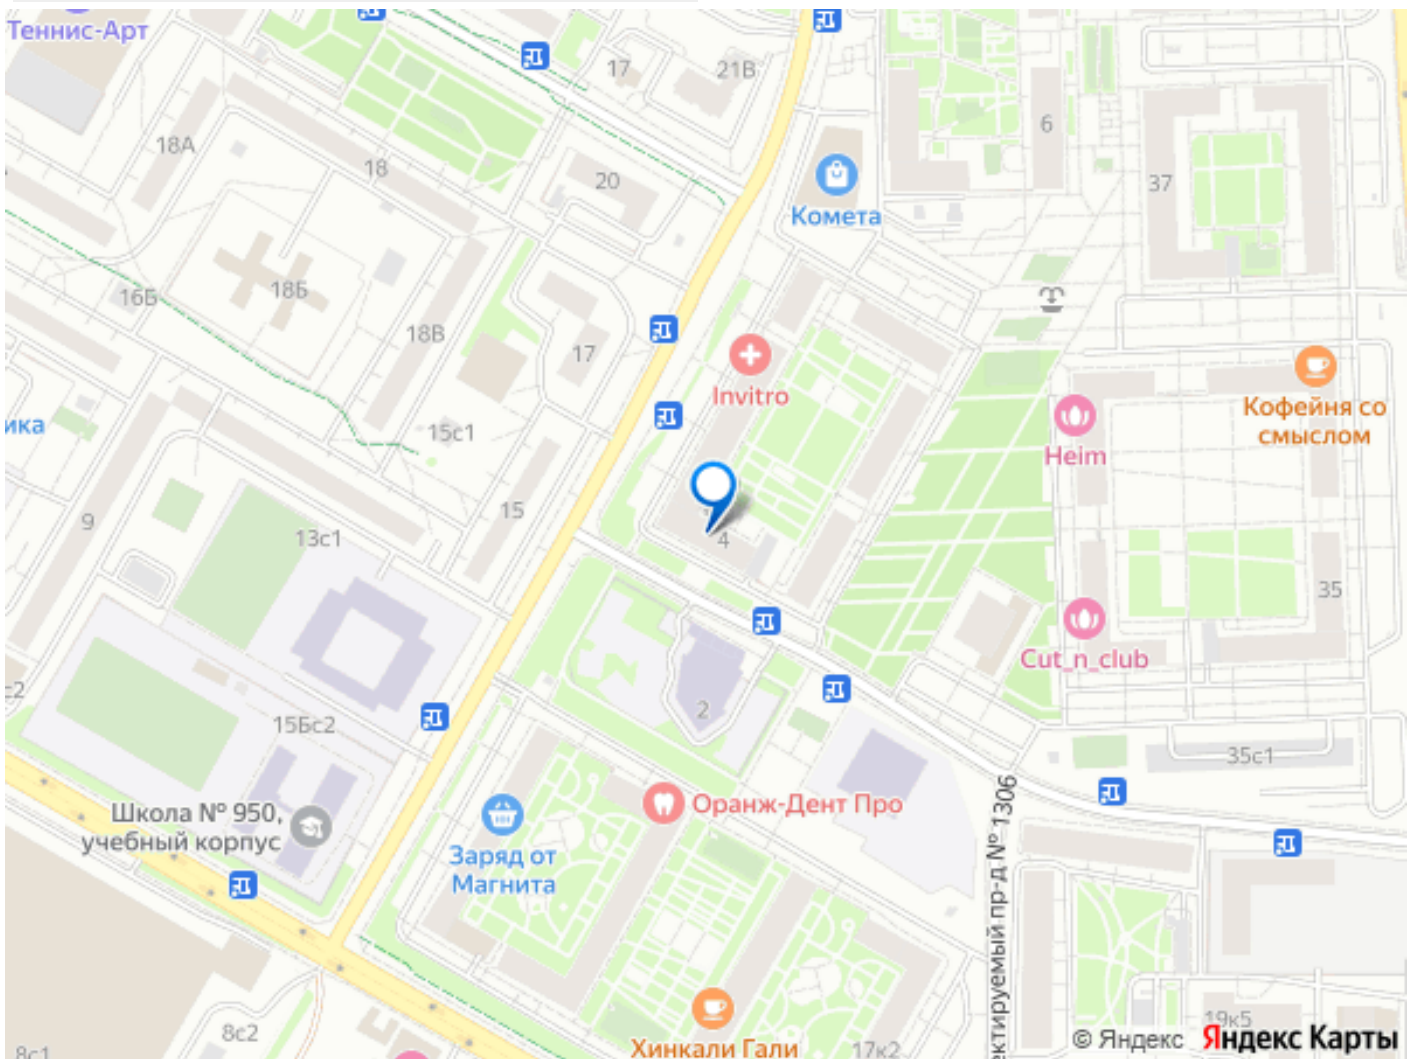 Теннис-Арт
17
21В
6
18А
18
20
37
Комета
16Б
18Б
18В
17
Invitro
Кофейня со
смыслом
ика
15с1
Heim
9
13с1
15
4
35
Cut_n_club
с2
2
15Бс2
35с1
Школа № 950,
учебный корпус
Оранж-Дент Про
Заряд от
Магнита
ектируемый пр-д № 1306
8с2
8с1
Хинкали Гали
17к2
19к5
© Яндекс Яндекс Карты